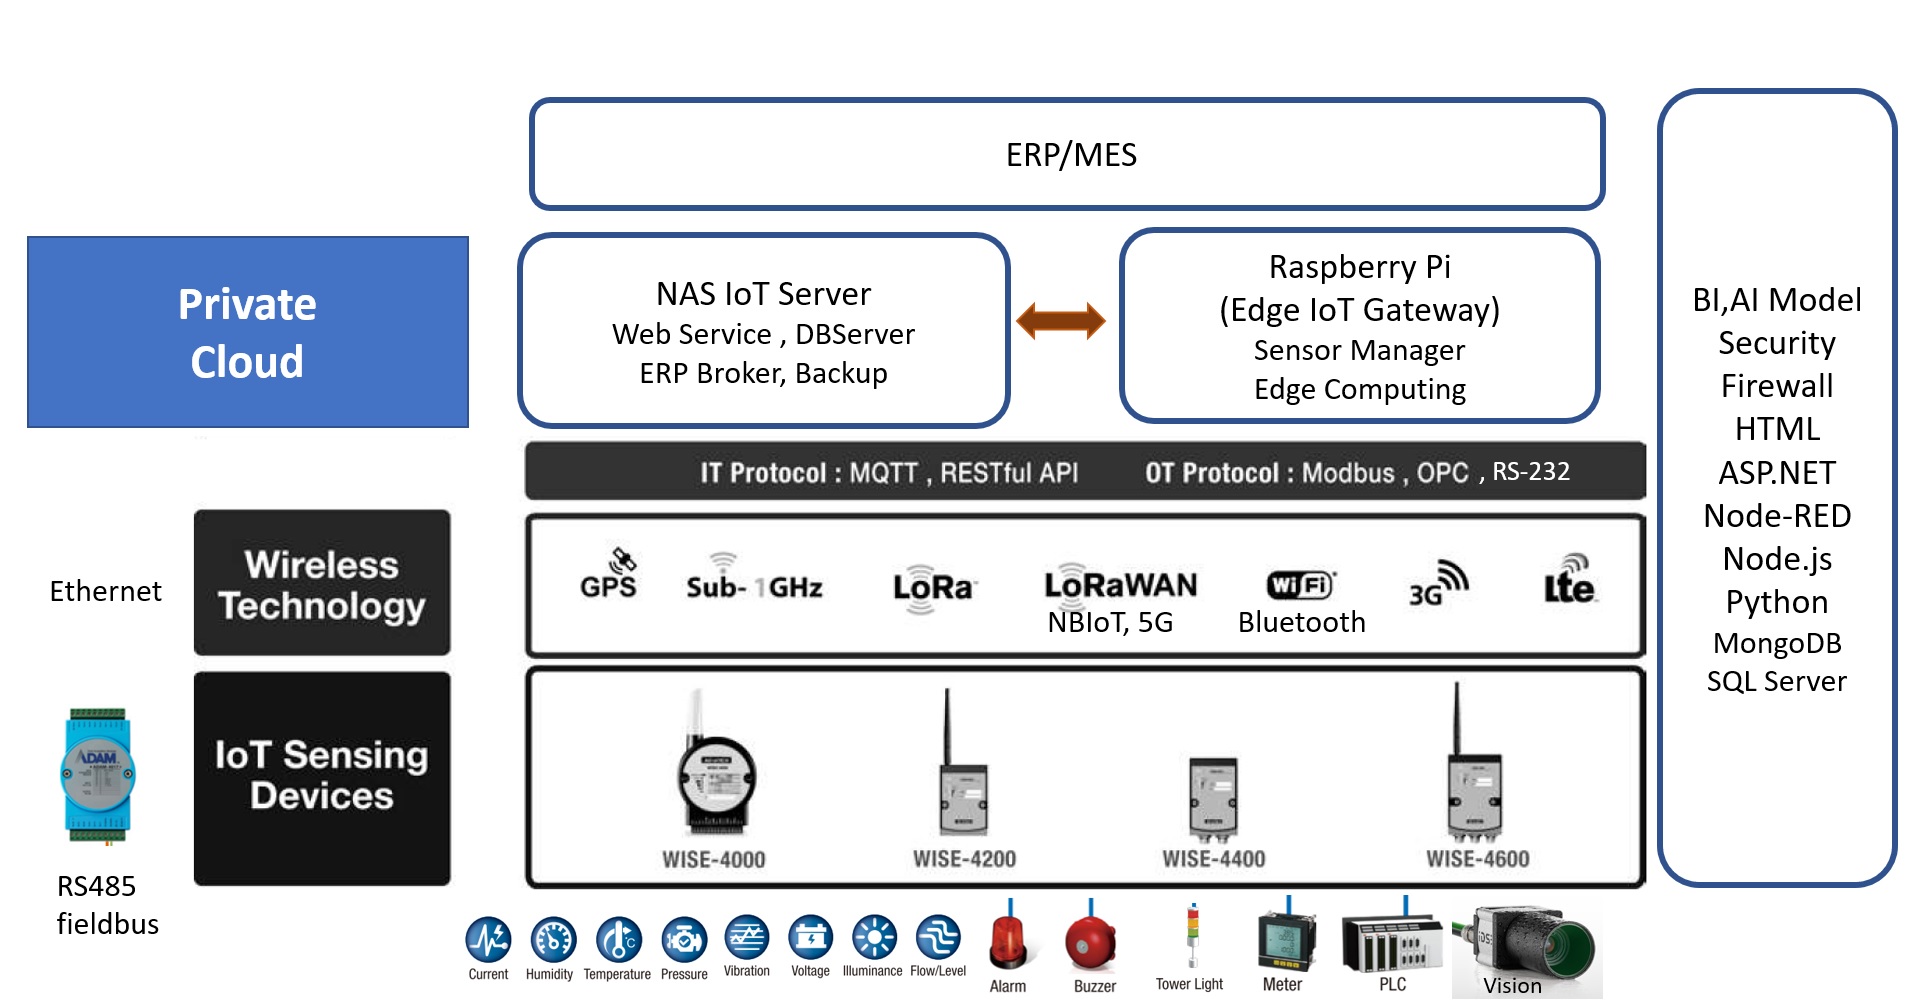 ERP/MES
Private
Cloud
NAS IoT Server
Web Service , DBServer
ERP Broker, Backup
Raspberry Pi
(Edge IoT Gateway)
Sensor Manager
Edge Computing
BI,AI Model
Security
Firewall
HTML
ASP.NET
Node-RED
Node.js
Python
MongoDB
SQL Server
IT Protocol : MQTT , RESTful API OT Protocol : Modbus , OPC , RS-232
Ethernet
Wireless
Technology
GPS
Sub-1GHz
LoRa
LoRaWAN
NBIoT, 5G
WiFi
Bluetooth
3G
Lte
ADAM
RS485
fieldbus
IoT Sensing
Devices
WISE-4000
WISE-4200
WISE-4400
WISE-4600
Current
Humidity
°C
Temperature
Pressure
Vibration
Voltage
Illuminance
Flow/Level
Alarm
Buzzer
Tower Light
Meter
PLC
iDS
Vision